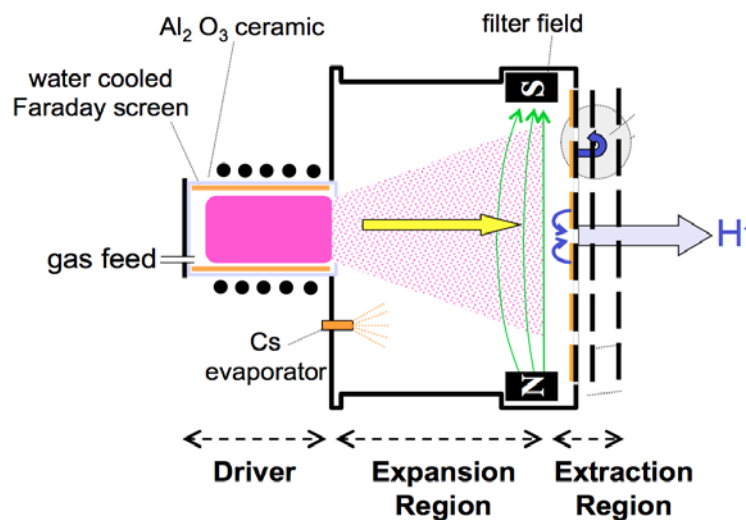 Al₂ O₃ ceramic
filter field
water cooled
Faraday screen
S
gas feed
H⁻
Cs
evaporator
N
Driver
Expansion
Region
Extraction
Region